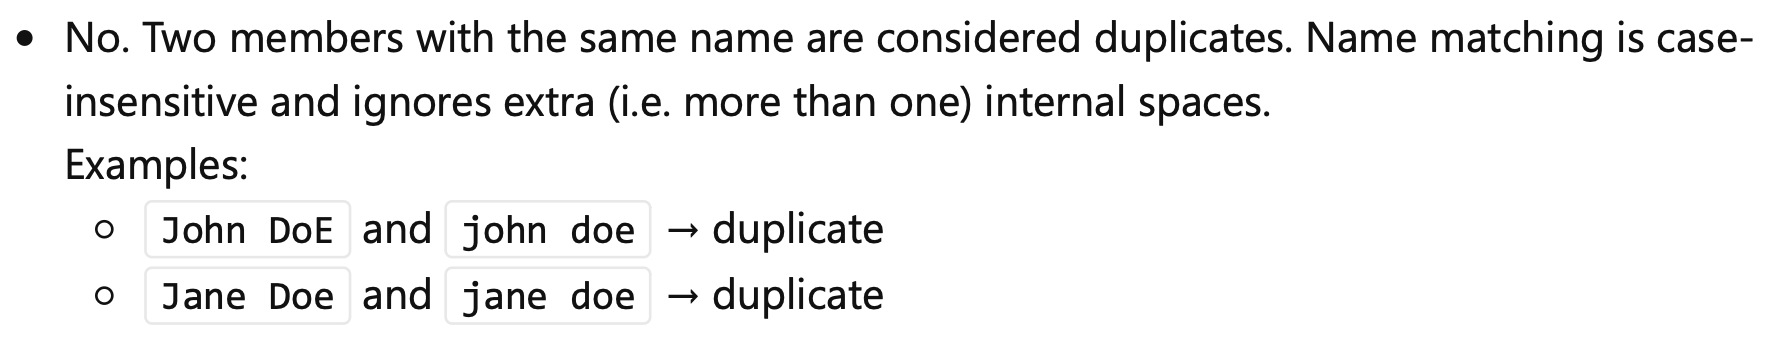 • No. Two members with the same name are considered duplicates. Name matching is case-
insensitive and ignores extra (i.e. more than one) internal spaces.
Examples:
○ John DoE and john doe → duplicate
○ Jane Doe and jane doe → duplicate